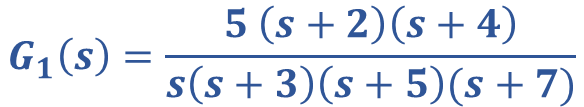 G₁(s) = 5 (s + 2)(s + 4) / s(s + 3)(s + 5)(s + 7)